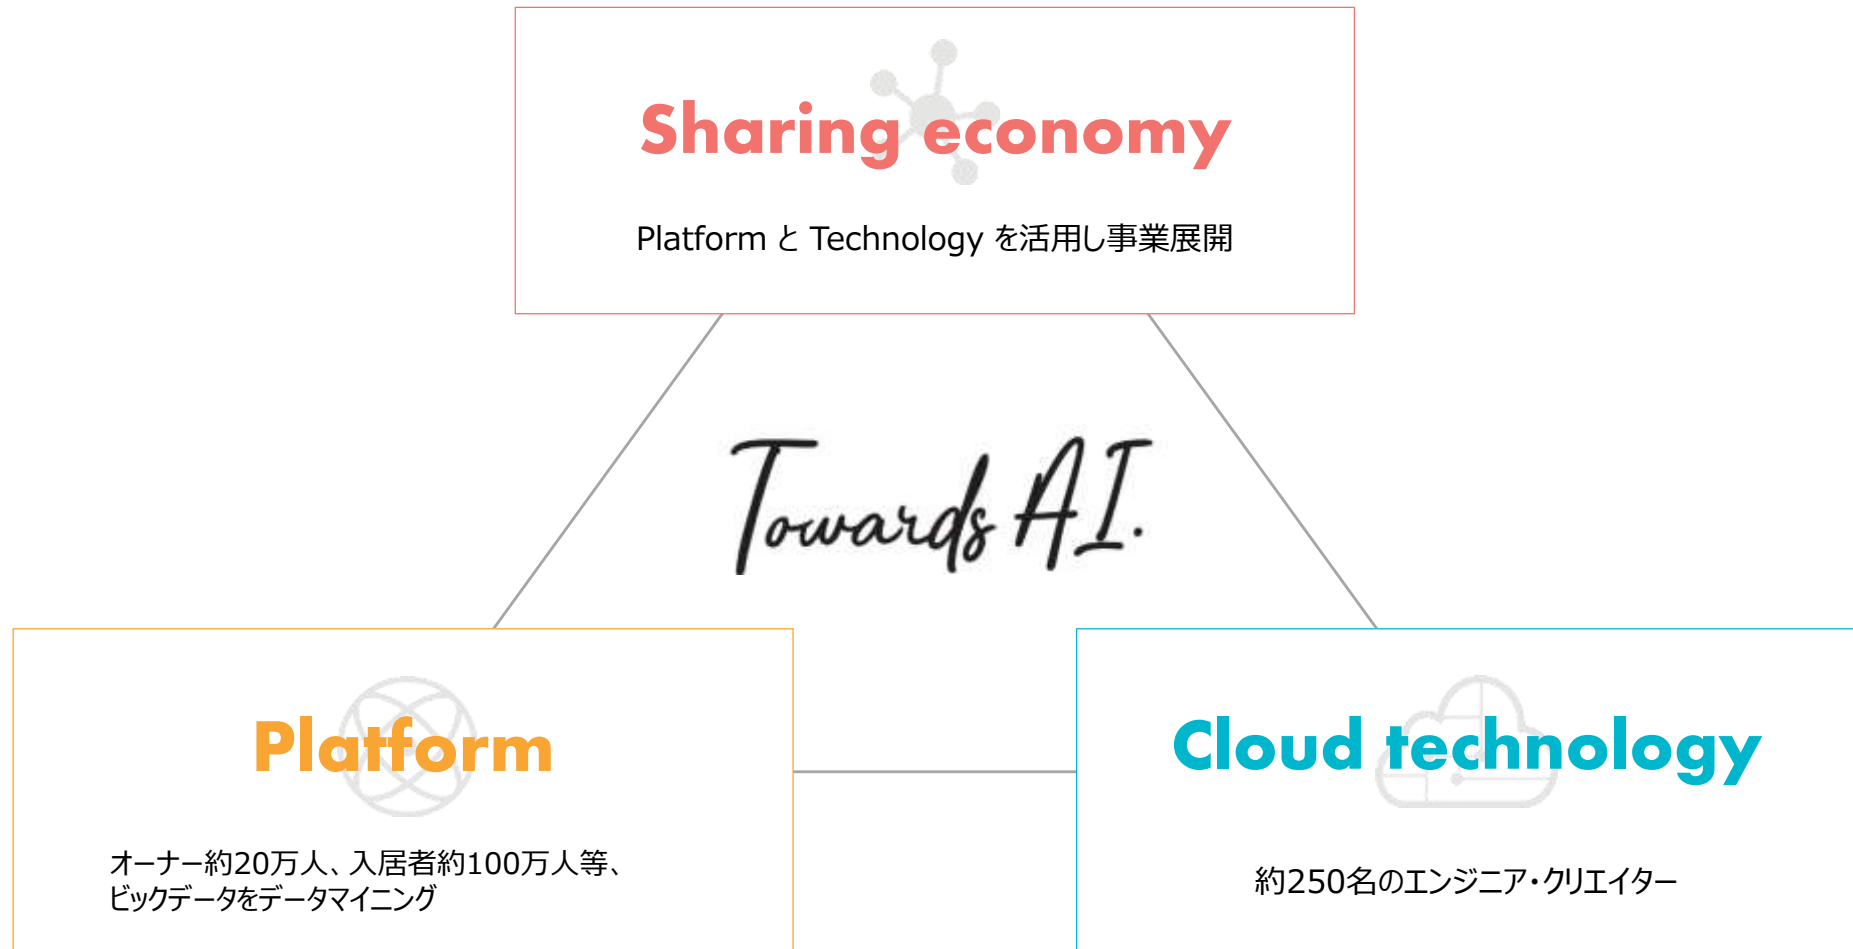 Sharing economy
Platform と Technology を活用し事業展開
Towards AI.
Platform
オーナー約20万人、入居者約100万人等、
ビックデータをデータマイニング
Cloud technology
約250名のエンジニア・クリエイター